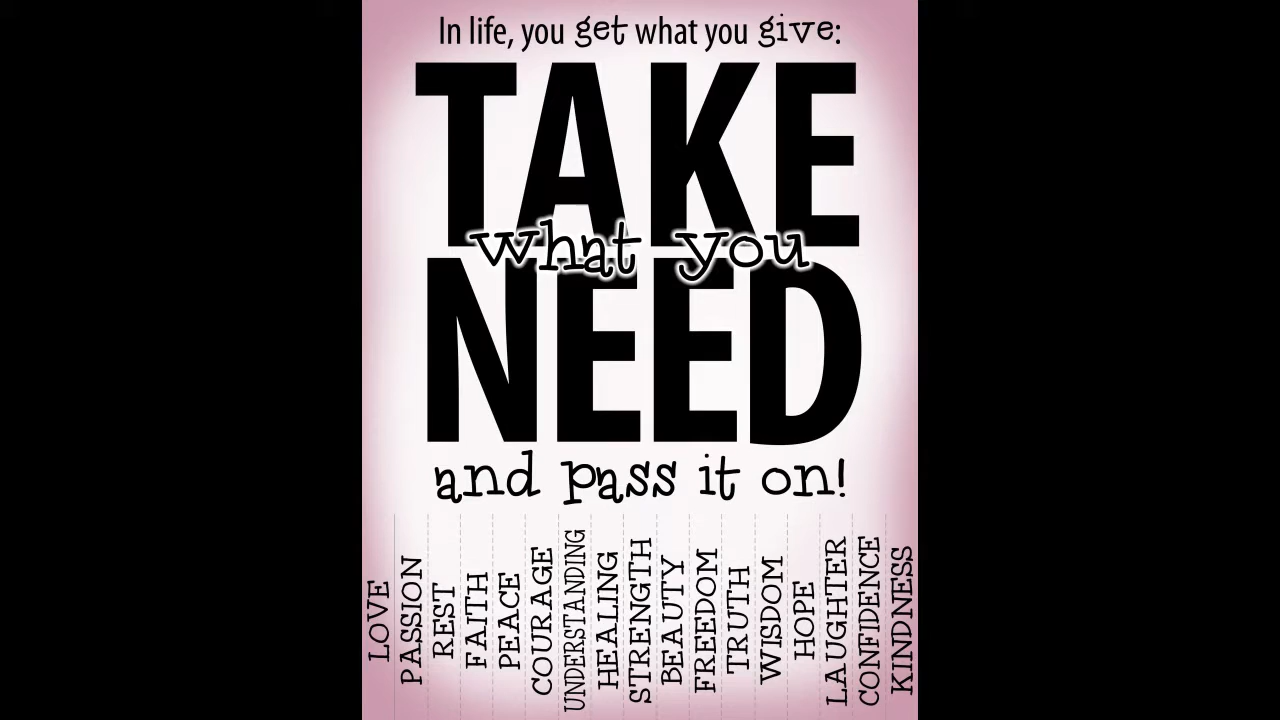 In life, you get what you give:
TAKE
what you
NEED
and pass it on!
LOVE
PASSION
REST
FAITH
PEACE
COURAGE
UNDERSTANDING
HEALING
STRENGTH
BEAUTY
FREEDOM
TRUTH
WISDOM
HOPE
LAUGHTER
CONFIDENCE
KINDNESS